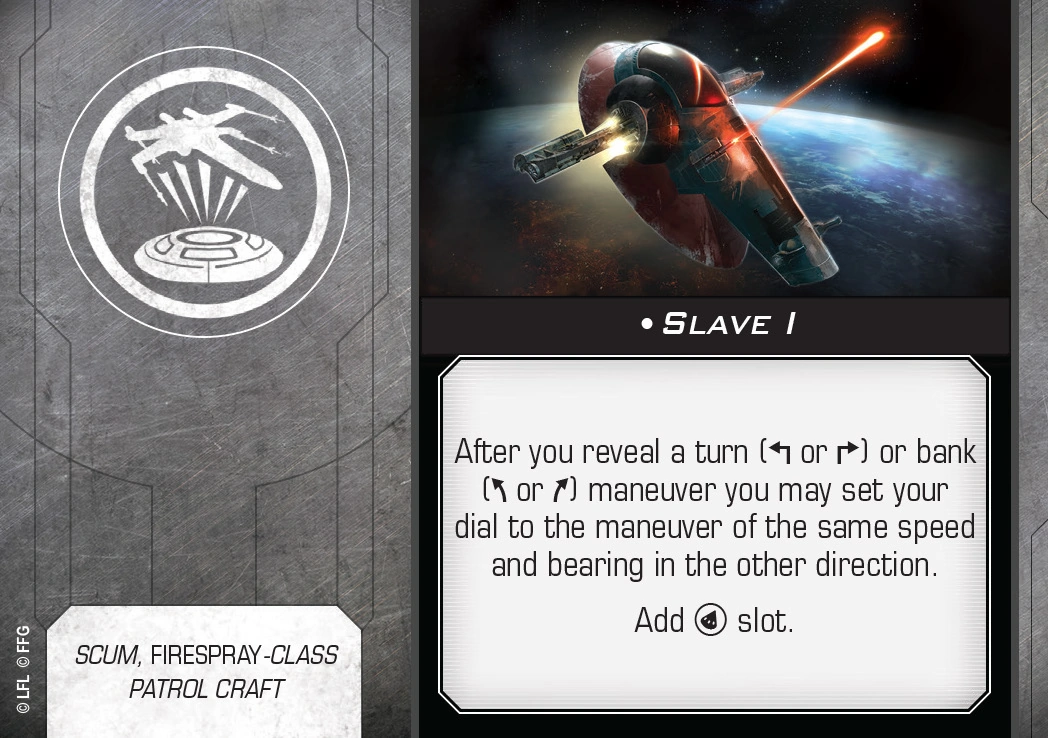 • SLAVE I
After you reveal a turn (↰ or ↱) or bank
(↖ or ↗) maneuver you may set your
dial to the maneuver of the same speed
and bearing in the other direction.
Add slot.
SCUM, FIRESPRAY-CLASS
PATROL CRAFT
© LFL © FFG